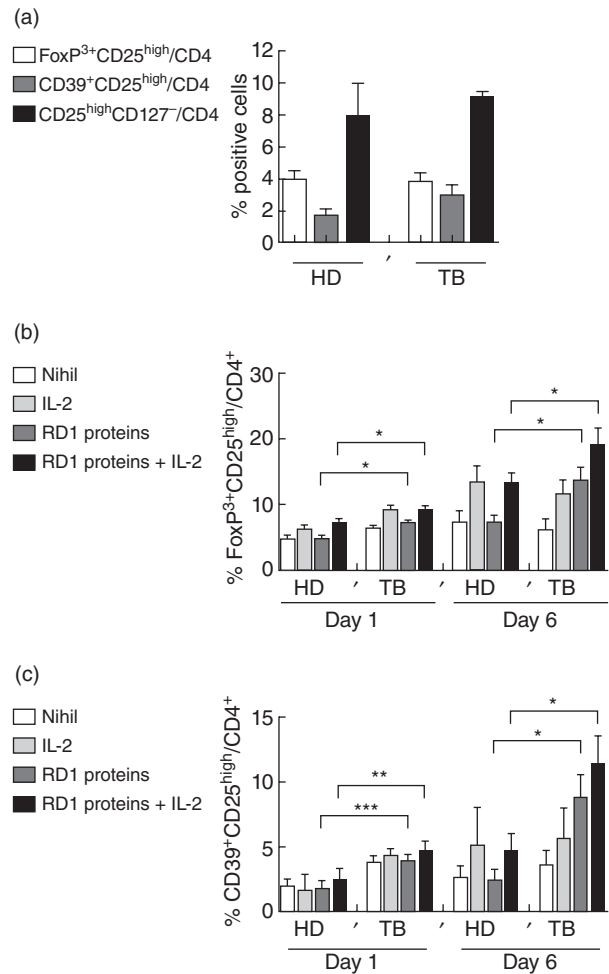 (a)
FoxP³⁺CD25ʰⁱᵍʰ/CD4
CD39⁺CD25ʰⁱᵍʰ/CD4
CD25ʰⁱᵍʰCD127⁻/CD4
% positive cells
12
10
8
6
4
2
0
HD ′ TB
(b)
Nihil
IL-2
RD1 proteins
RD1 proteins + IL-2
% FoxP³⁺CD25ʰⁱᵍʰ/CD4⁺
30
20
10
0
* *
* *
HD ′ TB ′ HD ′ TB
Day 1 Day 6
(c)
Nihil
IL-2
RD1 proteins
RD1 proteins + IL-2
% CD39⁺CD25ʰⁱᵍʰ/CD4⁺
15
10
5
0
** *
*** *
HD ′ TB ′ HD ′ TB
Day 1 Day 6